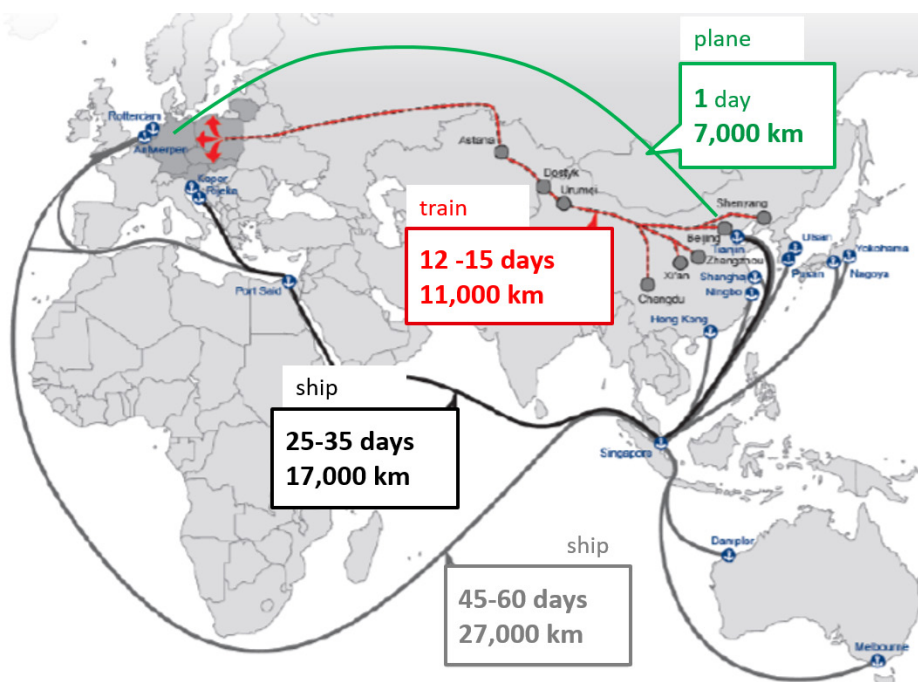 plane
1 day
7,000 km
Rotterdam
Antwerpen
Astana
Koper
Rijeka
Dostyk
Urumqi
Shenyang
train
12 -15 days
11,000 km
Beijing
Tianjin
Zhengzhou
Ulsan
Yokohama
Xi'an
Shanghai
Pusan
Nagoya
Port Said
Chengdu
Ningbo
Hong Kong
ship
25-35 days
17,000 km
Singapore
ship
45-60 days
27,000 km
Dampier
Melbourne